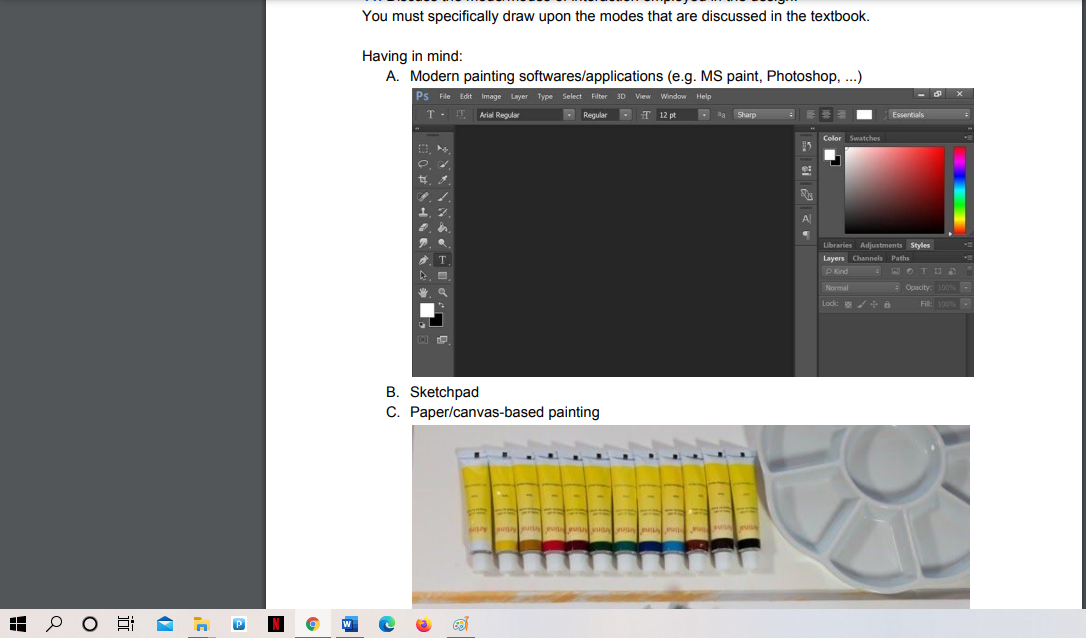 You must specifically draw upon the modes that are discussed in the textbook.
Having in mind:
A. Modern painting softwares/applications (e.g. MS paint, Photoshop, ...)
Ps File Edit Image Layer Type Select Filter 3D View Window Help
T Arial Regular Regular 12 pt Sharp Essentials
Color Swatches
Libraries Adjustments Styles
Layers Channels Paths
Kind
Normal Opacity: 100%
Lock: Fill: 100%
B. Sketchpad
C. Paper/canvas-based painting